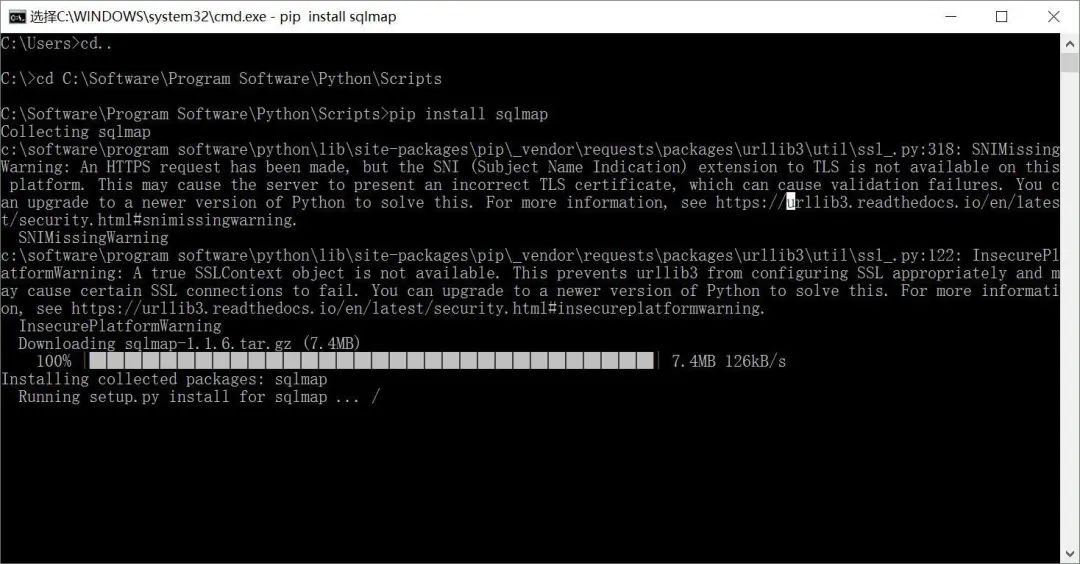 选择C:\WINDOWS\system32\cmd.exe - pip  install sqlmap
C:\Users>cd..
C:\>cd C:\Software\Program Software\Python\Scripts
C:\Software\Program Software\Python\Scripts>pip install sqlmap
Collecting sqlmap
c:\software\program software\python\lib\site-packages\pip\_vendor\requests\packages\urllib3\util\ssl_.py:318: SNIMissing
Warning: An HTTPS request has been made, but the SNI (Subject Name Indication) extension to TLS is not available on this
 platform. This may cause the server to present an incorrect TLS certificate, which can cause validation failures. You c
an upgrade to a newer version of Python to solve this. For more information, see https://urllib3.readthedocs.io/en/lates
t/security.html#snimissingwarning.
  SNIMissingWarning
c:\software\program software\python\lib\site-packages\pip\_vendor\requests\packages\urllib3\util\ssl_.py:122: InsecurePl
atformWarning: A true SSLContext object is not available. This prevents urllib3 from configuring SSL appropriately and m
ay cause certain SSL connections to fail. You can upgrade to a newer version of Python to solve this. For more informati
on, see https://urllib3.readthedocs.io/en/latest/security.html#insecureplatformwarning.
  InsecurePlatformWarning
  Downloading sqlmap-1.1.6.tar.gz (7.4MB)
    100% |████████████████████████████████| 7.4MB 126kB/s
Installing collected packages: sqlmap
  Running setup.py install for sqlmap ... /